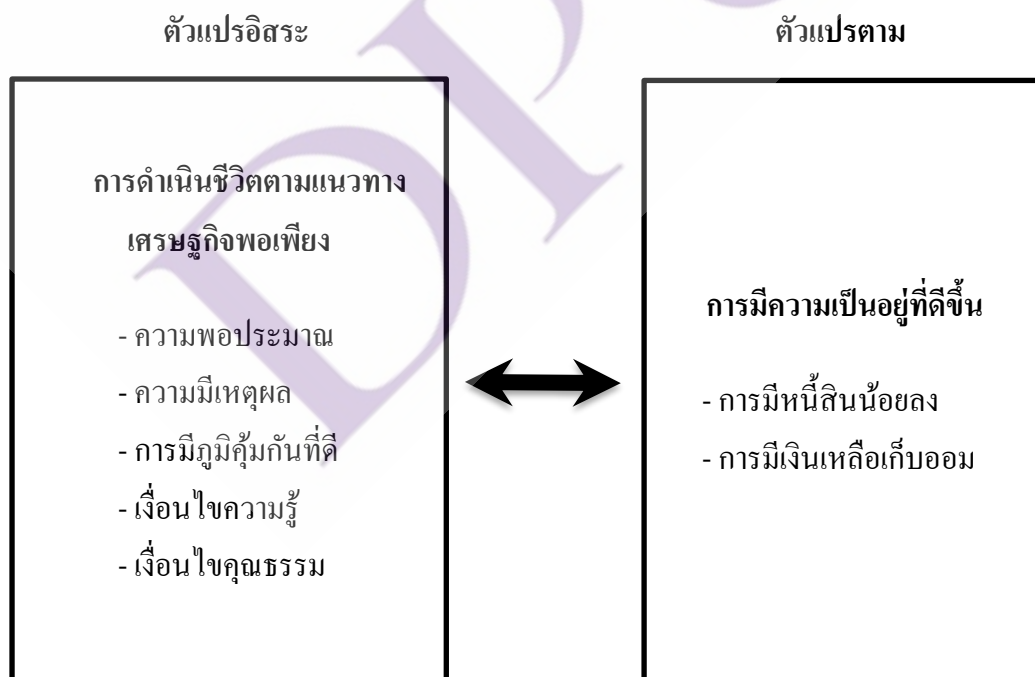 ตัวแปรอิสระ
ตัวแปรตาม
การดำเนินชีวิตตามแนวทาง
เศรษฐกิจพอเพียง
- ความพอประมาณ
- ความมีเหตุผล
- การมีภูมิคุ้มกันที่ดี
- เงื่อนไขความรู้
- เงื่อนไขคุณธรรม
การมีความเป็นอยู่ที่ดีขึ้น
- การมีหนี้สินน้อยลง
- การมีเงินเหลือเก็บออม